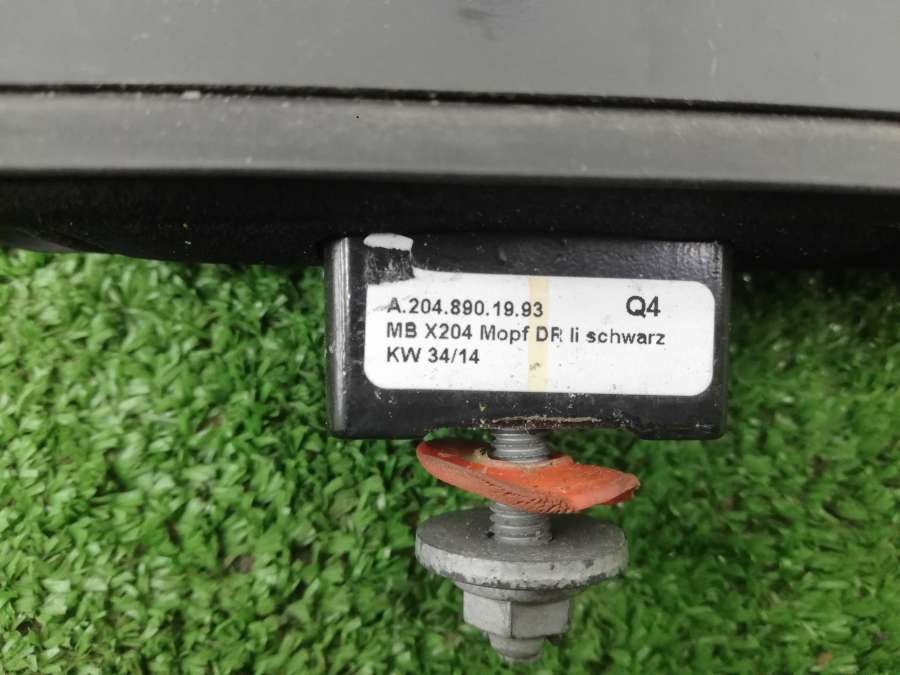 A.204.890.19.93 Q4
MB X204 Mopf DR li schwarz
KW 34/14